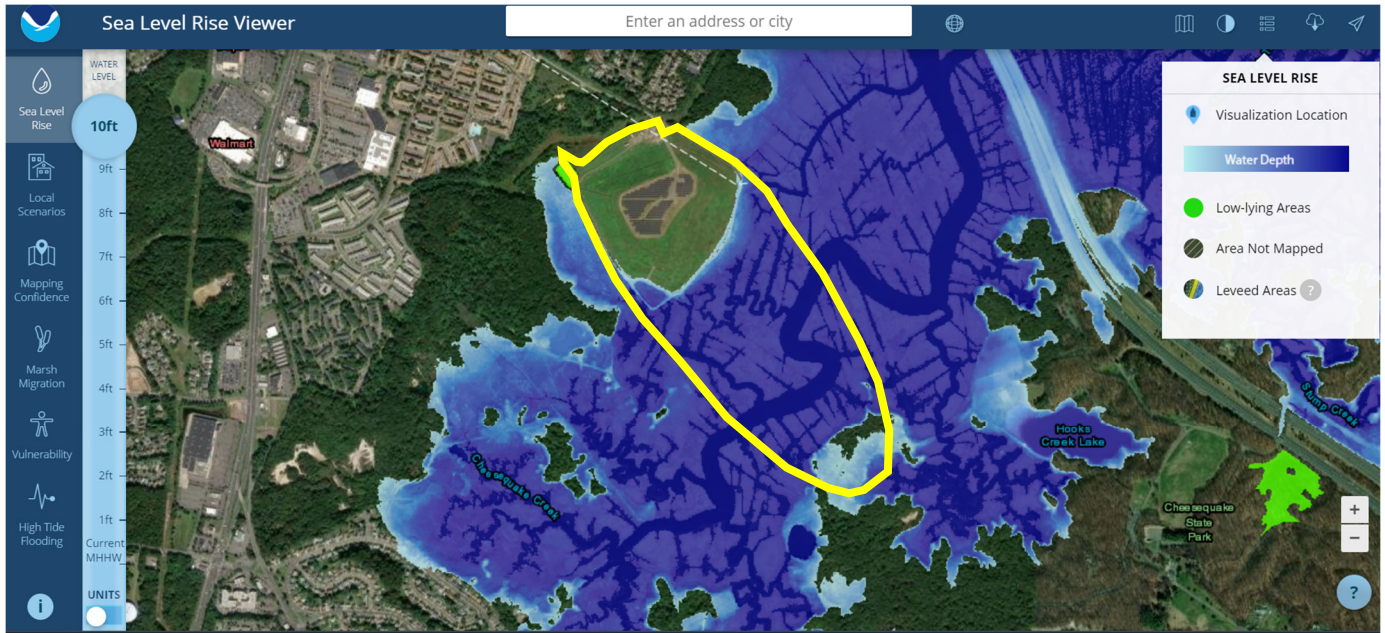 Sea Level Rise Viewer
Enter an address or city
WATER
LEVEL
10ft
9ft
8ft
7ft
6ft
5ft
4ft
3ft
2ft
1ft
Current
MHHW
UNITS
Sea Level
Rise
Local
Scenarios
Mapping
Confidence
Marsh
Migration
Vulnerability
High Tide
Flooding
i
Walmart
Cheesequake Creek
Hooks
Creek Lake
Stump Creek
Cheesequake
State
Park
SEA LEVEL RISE
Visualization Location
Water Depth
Low-lying Areas
Area Not Mapped
Leveed Areas ?
+
−
?